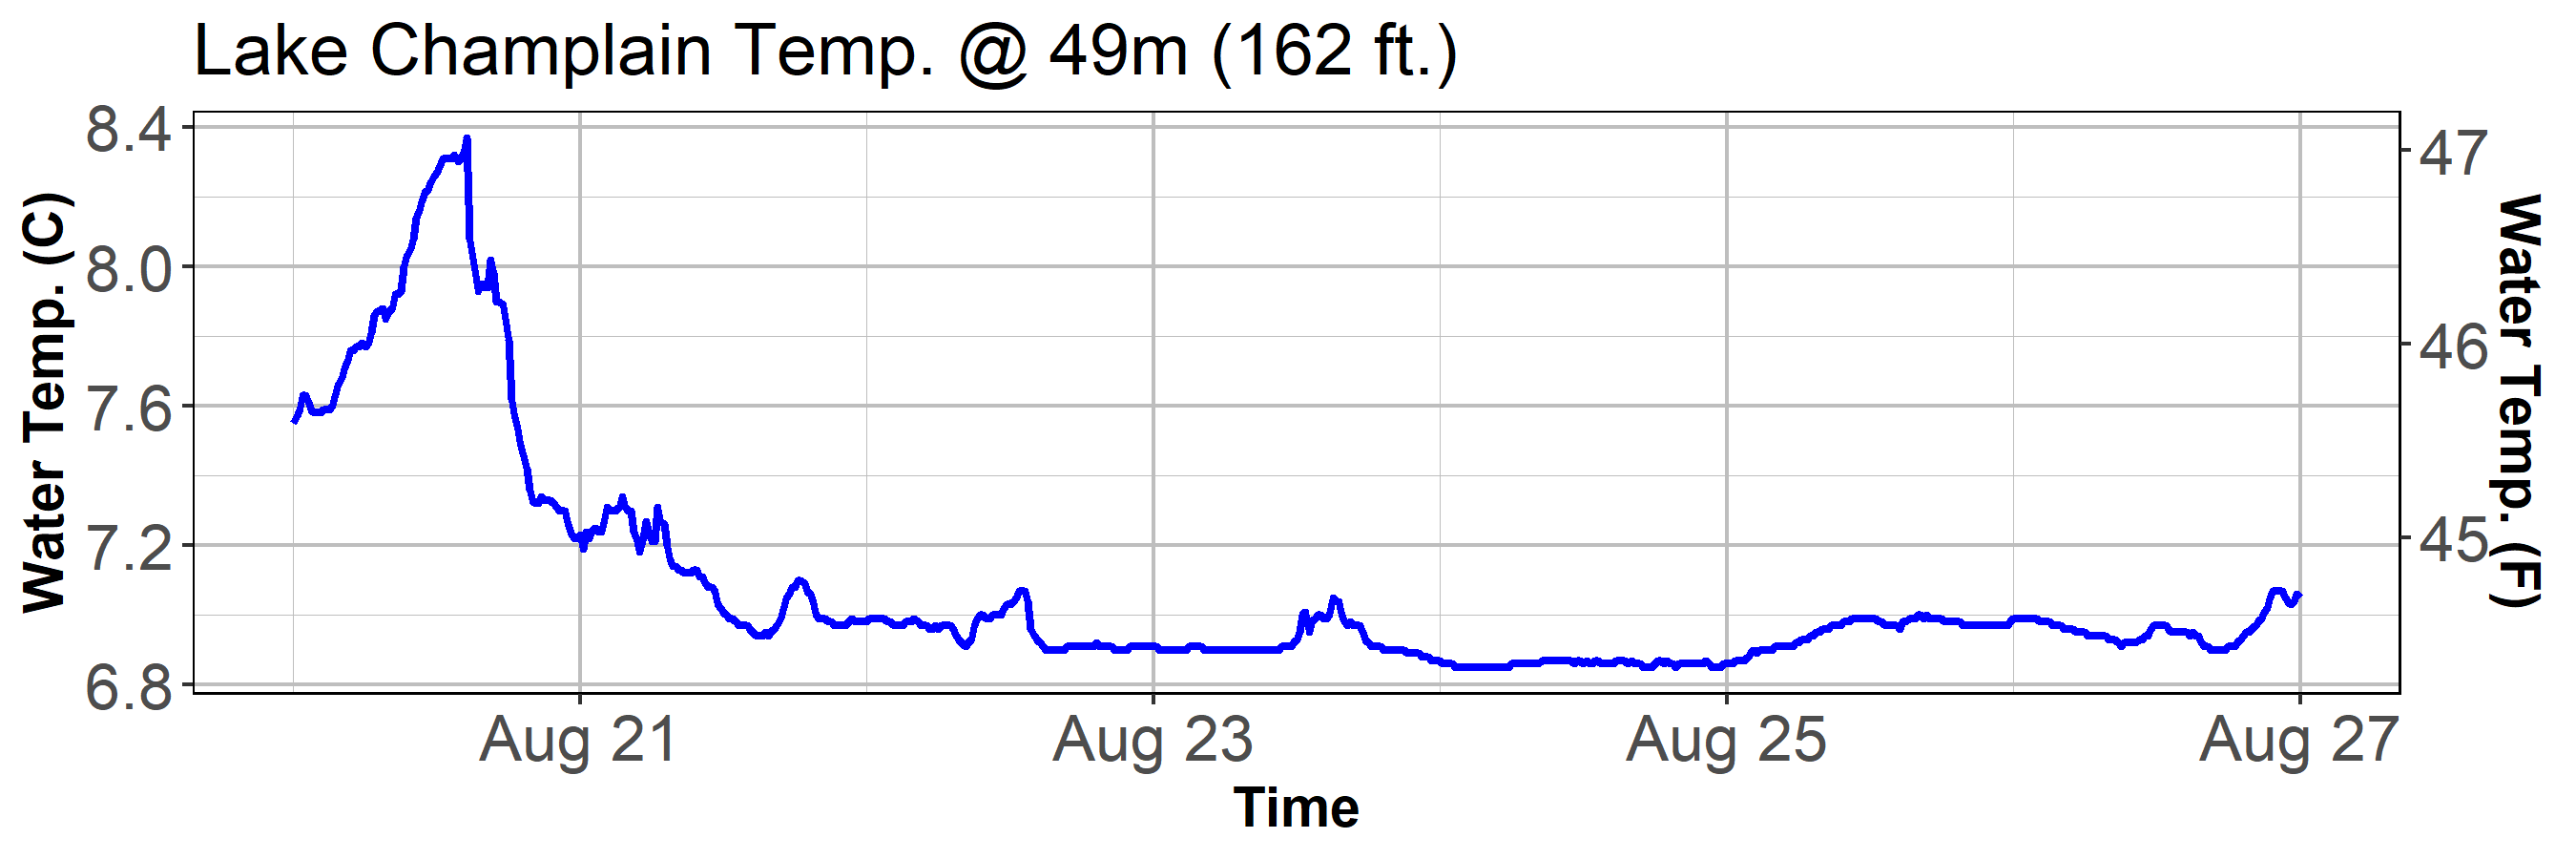 Lake Champlain Temp. @ 49m (162 ft.)
Water Temp. (C)
8.4
8.0
7.6
7.2
6.8
47
46
45
Water Temp. (F)
Aug 21
Aug 23
Aug 25
Aug 27
Time